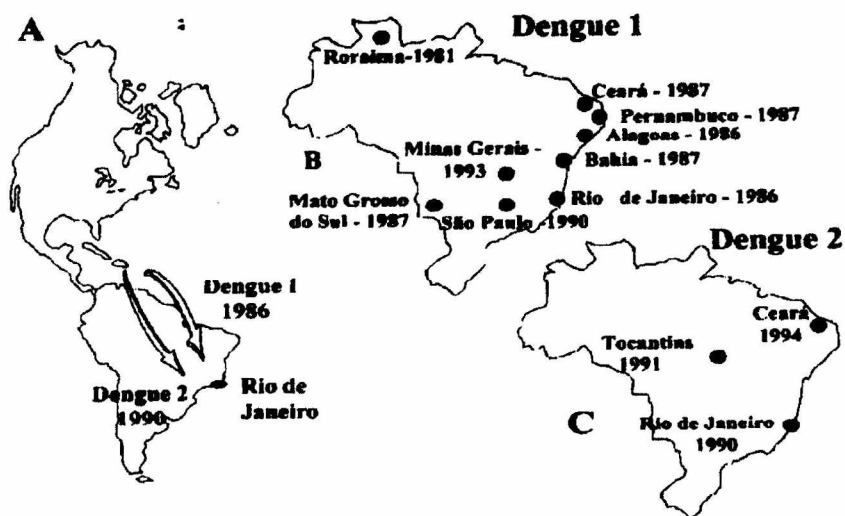 A
Dengue 1
Roraima-1981
Ceará - 1987
Pernambuco - 1987
Alagoas - 1986
B
Minas Gerais -
1993
Bahia - 1987
Mato Grosso
do Sul - 1987
São Paulo -1990
Rio de Janeiro - 1986
Dengue 1
1986
Dengue 2
1990
Rio de
Janeiro
Dengue 2
Ceará
1994
Tocantins
1991
C
Rio de Janeiro
1990